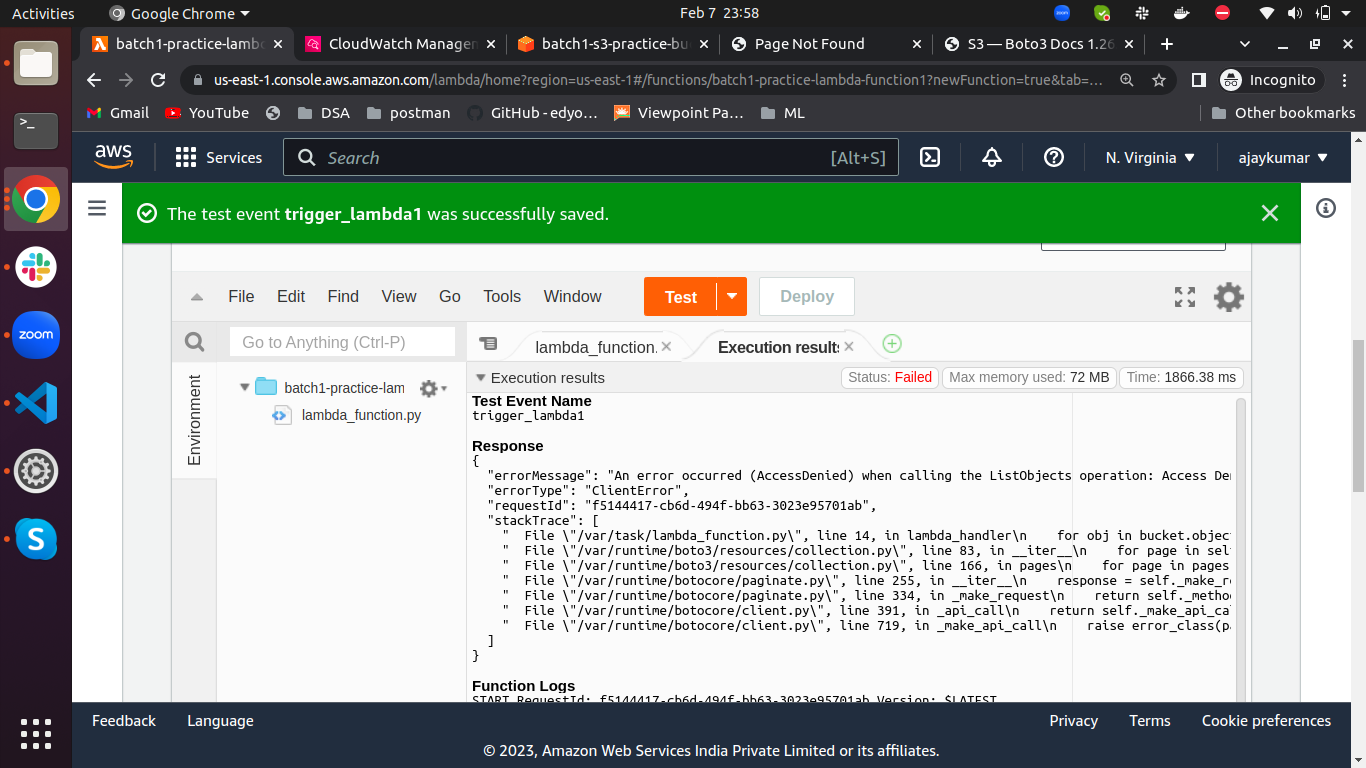 Activities
Google Chrome
Feb 7 23:58
batch1-practice-lambd
CloudWatch Managem
batch1-s3-practice-bu
Page Not Found
S3 — Boto3 Docs 1.26
us-east-1.console.aws.amazon.com/lambda/home?region=us-east-1#/functions/batch1-practice-lambda-function1?newFunction=true&tab=...
Incognito
Gmail
YouTube
DSA
postman
GitHub - edyo...
Viewpoint Pa...
ML
Other bookmarks
aws
Services
Search
[Alt+S]
N. Virginia
ajaykumar
The test event trigger_lambda1 was successfully saved.
File Edit Find View Go Tools Window
Test
Deploy
Go to Anything (Ctrl-P)
lambda_function.
Execution results
Environment
batch1-practice-lam
lambda_function.py
Execution results
Status: Failed
Max memory used: 72 MB
Time: 1866.38 ms
Test Event Name
trigger_lambda1
Response
{
"errorMessage": "An error occurred (AccessDenied) when calling the ListObjects operation: Access Den
"errorType": "ClientError",
"requestId": "f5144417-cb6d-494f-bb63-3023e95701ab",
"stackTrace": [
"  File \"/var/task/lambda_function.py\", line 14, in lambda_handler\n    for obj in bucket.object
"  File \"/var/runtime/boto3/resources/collection.py\", line 83, in __iter__\n    for page in sel
"  File \"/var/runtime/boto3/resources/collection.py\", line 166, in pages\n    for page in pages
"  File \"/var/runtime/botocore/paginate.py\", line 255, in __iter__\n    response = self._make_re
"  File \"/var/runtime/botocore/paginate.py\", line 334, in _make_request\n    return self._metho
"  File \"/var/runtime/botocore/client.py\", line 391, in _api_call\n    return self._make_api_ca
"  File \"/var/runtime/botocore/client.py\", line 719, in _make_api_call\n    raise error_class(pa
]
}
Function Logs
START RequestId: f5144417-cb6d-494f-bb63-3023e95701ab Version: $LATEST
Feedback
Language
Privacy
Terms
Cookie preferences
© 2023, Amazon Web Services India Private Limited or its affiliates.
zoom